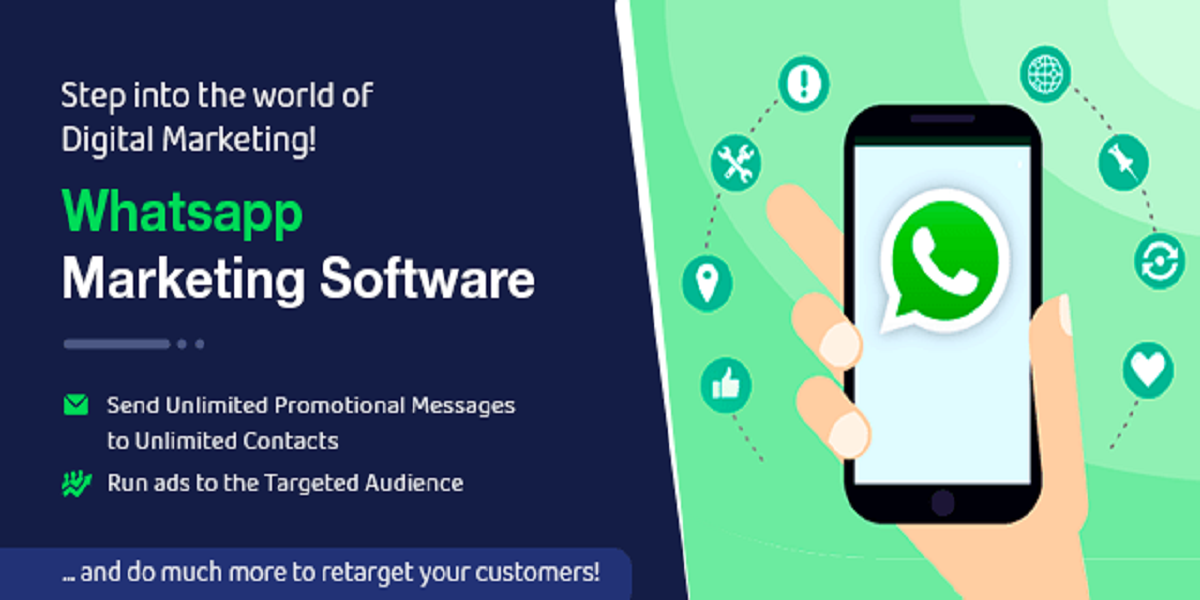 Step into the world of
Digital Marketing!
Whatsapp
Marketing Software
Send Unlimited Promotional Messages
to Unlimited Contacts
Run ads to the Targeted Audience
... and do much more to retarget your customers!